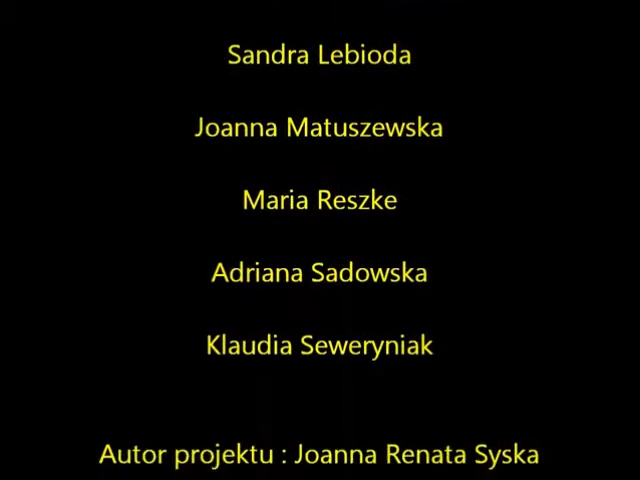 Sandra Lebioda
Joanna Matuszewska
Maria Reszke
Adriana Sadowska
Klaudia Seweryniak
Autor projektu : Joanna Renata Syska